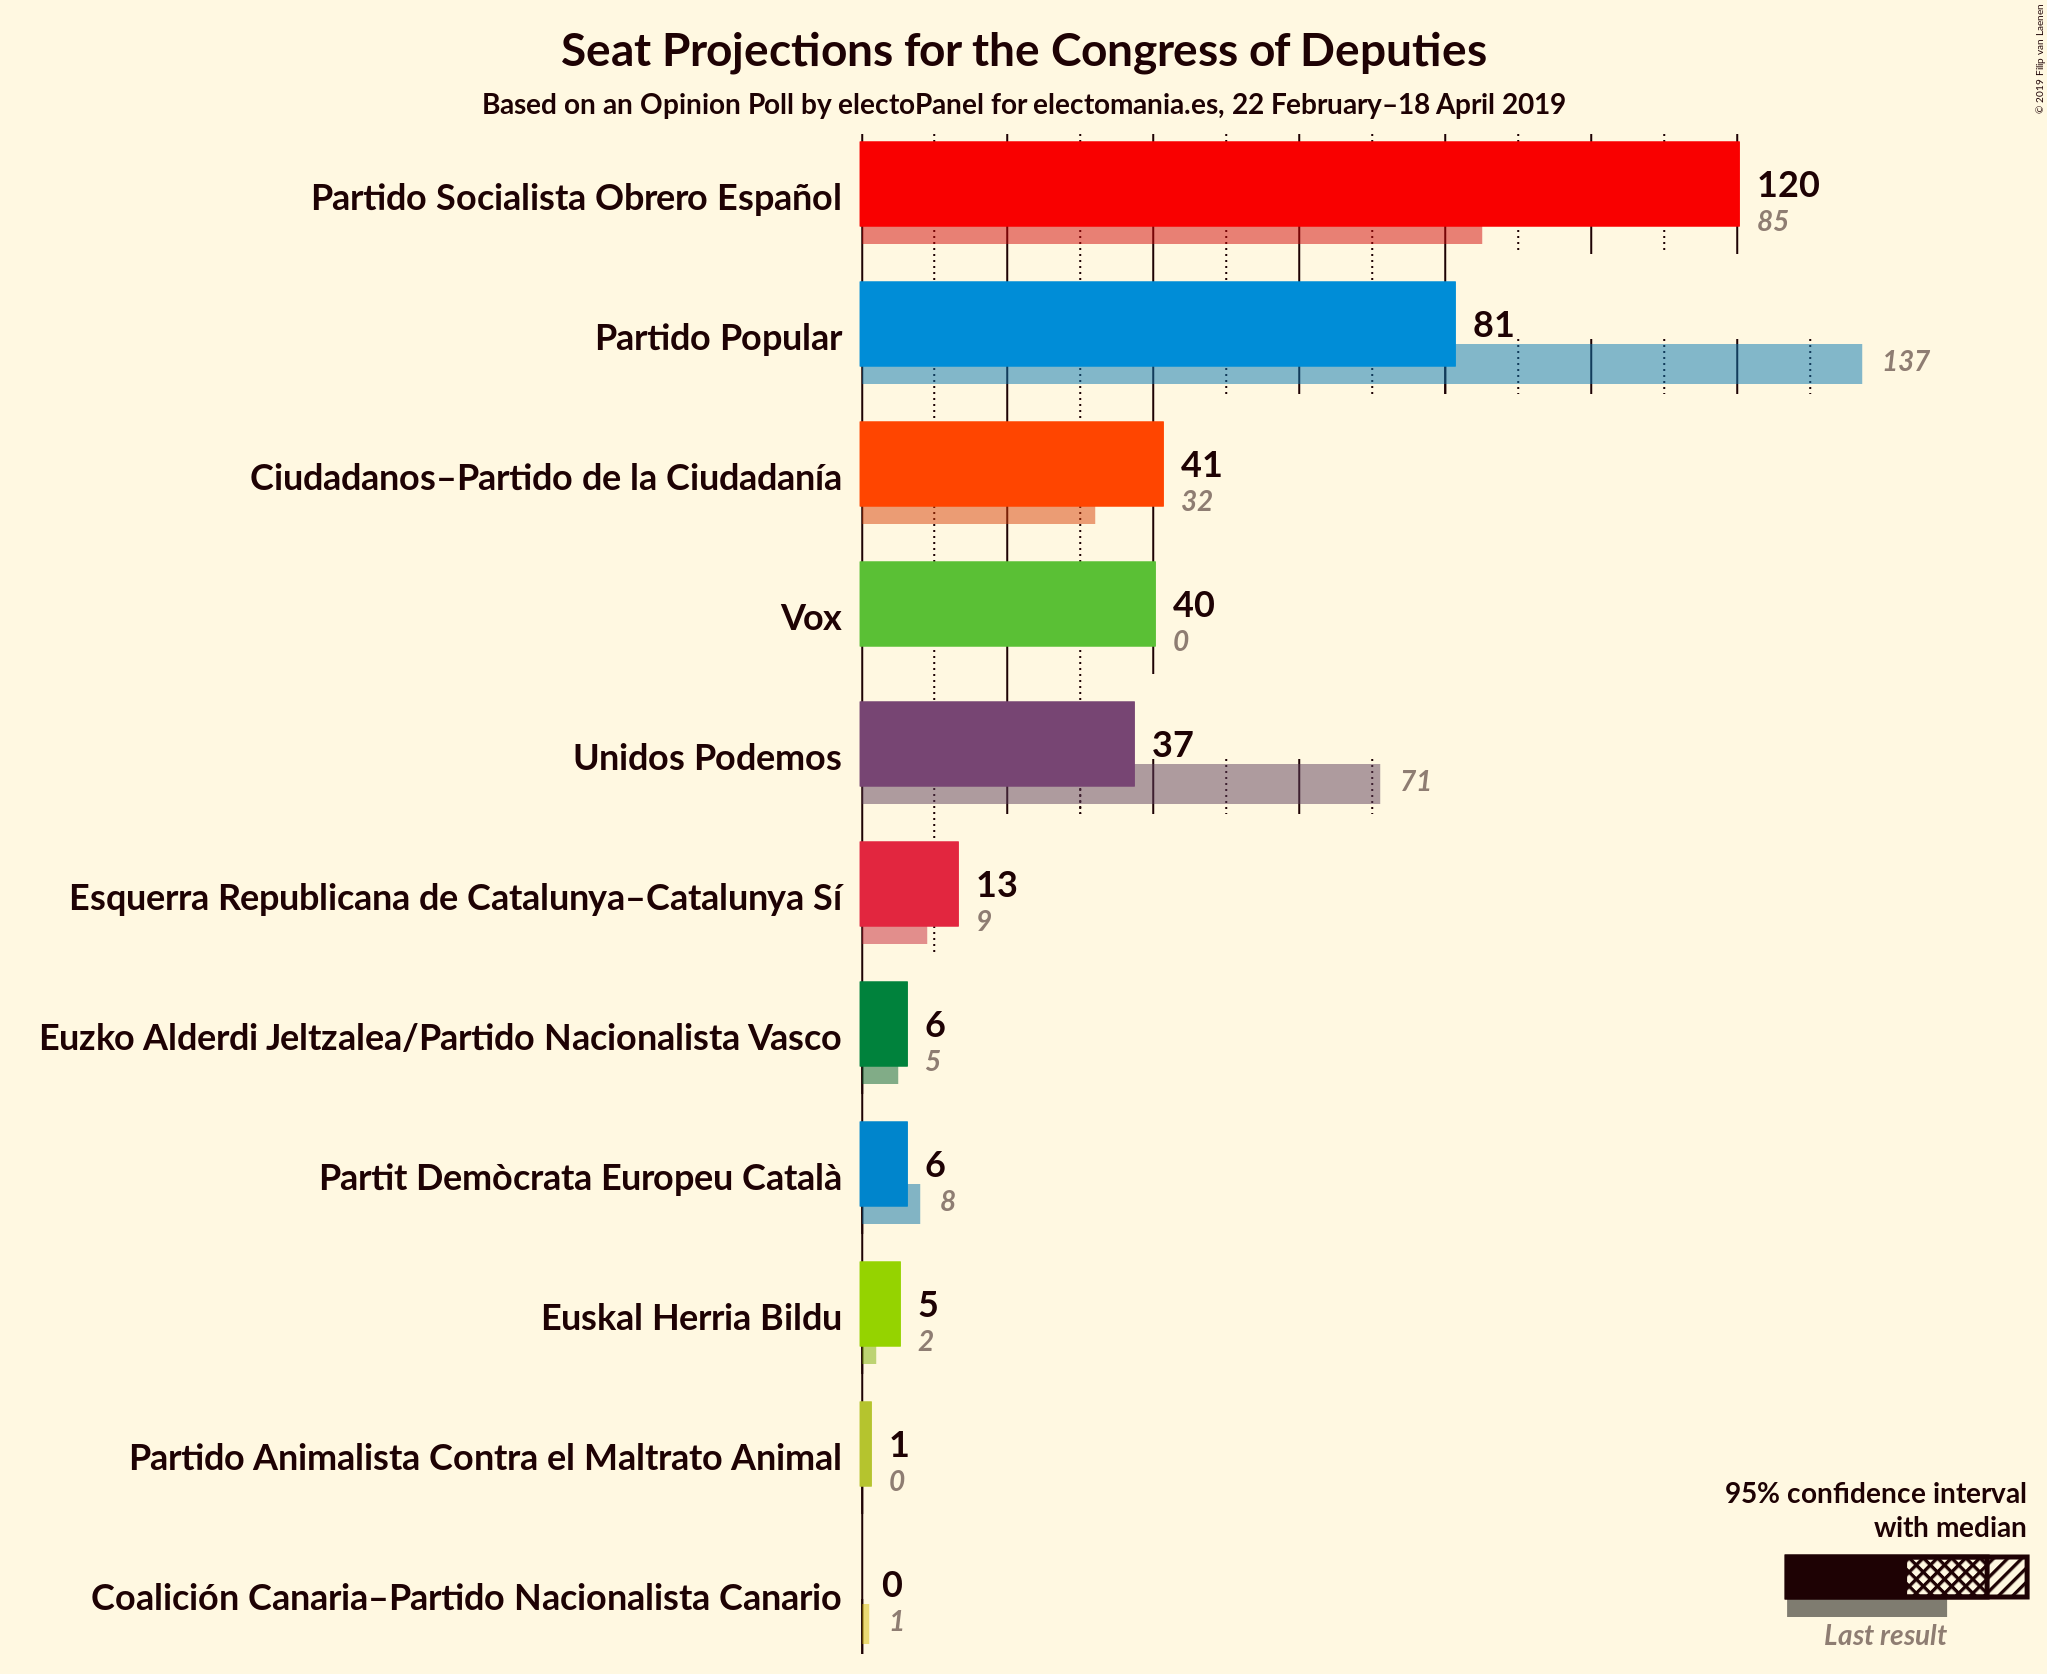 Seat Projections for the Congress of Deputies
Based on an Opinion Poll by electoPanel for electomania.es, 22 February–18 April 2019
© 2019 Filip van Laenen
Partido Socialista Obrero Español
120
85
Partido Popular
81
137
Ciudadanos–Partido de la Ciudadanía
41
32
Vox
40
0
Unidos Podemos
37
71
Esquerra Republicana de Catalunya–Catalunya Sí
13
9
Euzko Alderdi Jeltzalea/Partido Nacionalista Vasco
6
5
Partit Demòcrata Europeu Català
6
8
Euskal Herria Bildu
5
2
Partido Animalista Contra el Maltrato Animal
1
0
Coalición Canaria–Partido Nacionalista Canario
0
1
95% confidence interval
with median
Last result